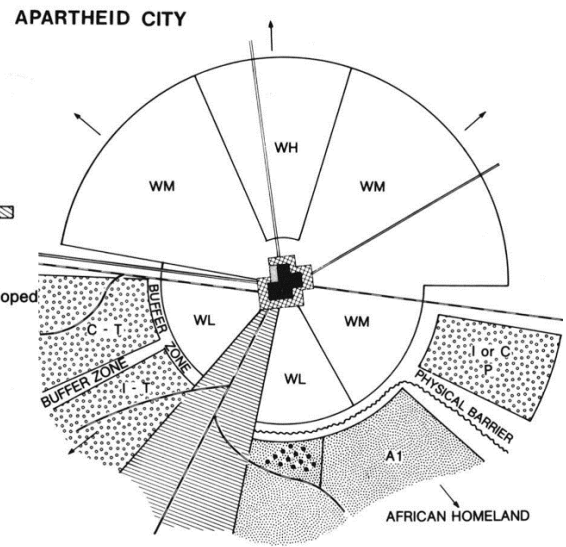 APARTHEID CITY
WH
WM
WM
oped
C - T
BUFFER
ZONE
BUFFER ZONE
I - T
WL
WM
WL
I or C
P
PHYSICAL BARRIER
A1
AFRICAN HOMELAND